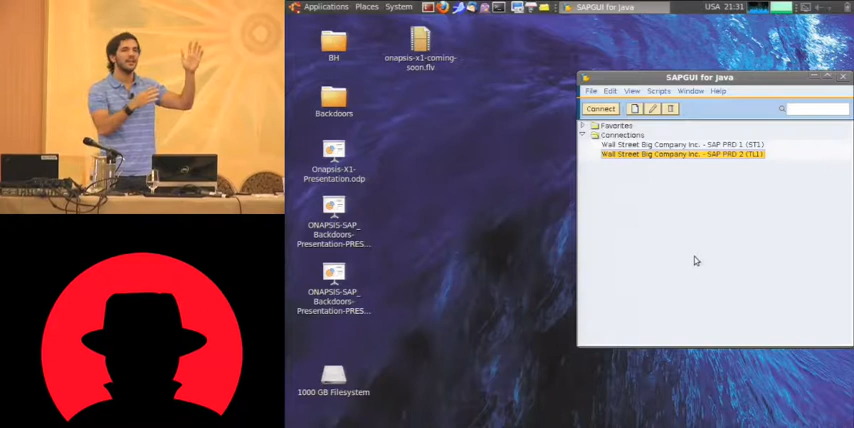 Applications Places System
SAPGUI for Java
USA 21:31
BH
onapsis-x1-coming-
soon.flv
Backdoors
Onapsis-X1-
Presentation.odp
ONAPSIS-SAP_
Backdoors-
Presentation-PRES...
ONAPSIS-SAP_
Backdoors-
Presentation-PRES...
1000 GB Filesystem
SAPGUI for Java
File Edit View Scripts Window Help
Connect
Favorites
Connections
Wall Street Big Company Inc. - SAP PRD 1 (ST1)
Wall Street Big Company Inc. - SAP PRD 2 (TL1)